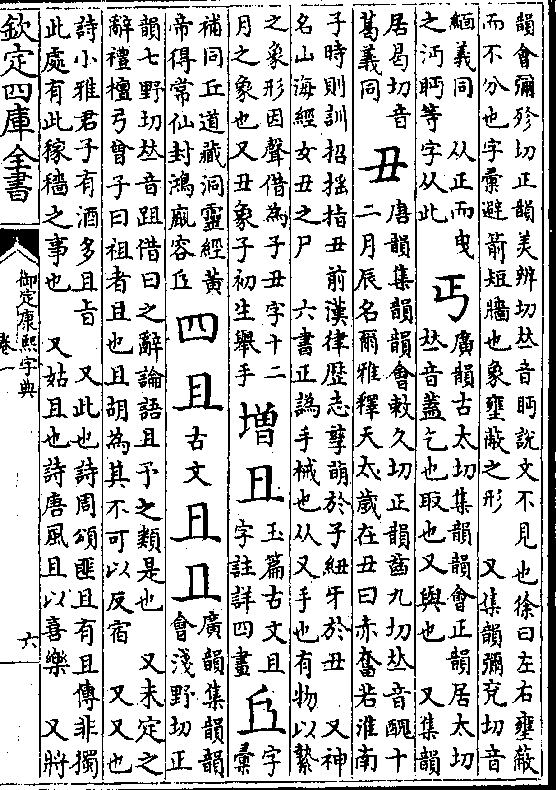 韻會彌殄切正韻美辨切𠀤音眄說文不見也徐曰左右壅蔽
而不分也字彙避箭短牆也象壅蔽之形 又集韻彌兖切音
緬義同 从正而曳
之沔眄等字从此
丐
廣韻古太切集韻韻會正韻居太切
𠀤音蓋乞也取也又與也 又集韻
居曷切音
葛義同
丑
唐韻集韻韻會敕久切正韻齒九切𠀤音醜十
二月辰名爾雅釋天太歲在丑曰赤奮若淮南
子時則訓招搖指丑前漢律歷志孳萌於子紐牙於丑 又神
名山海經女丑之尸 六書正譌手械也从又手也有物以縶
之象形因聲借為子丑字十二
月之象也又丑象子初生舉手
增
玉篇古文且
字註詳四畫
字
彙
補同丘道藏洞靈經黃
帝得常仙封鴻容丘
四
且
古文
廣韻集韻韻
會淺野切正
韻七野切𠀤音跙借曰之辭論語且予之類是也 又未定之
辭禮檀弓曾子曰祖者且也且胡為其不可以反宿 又又也
詩小雅君子有酒多且旨 又此也詩周頌匪且有且傳非獨
此處有此稼穡之事也 又姑且也詩唐風且以喜樂 又將
欽定四庫全書
御定康熙字典
卷一
六